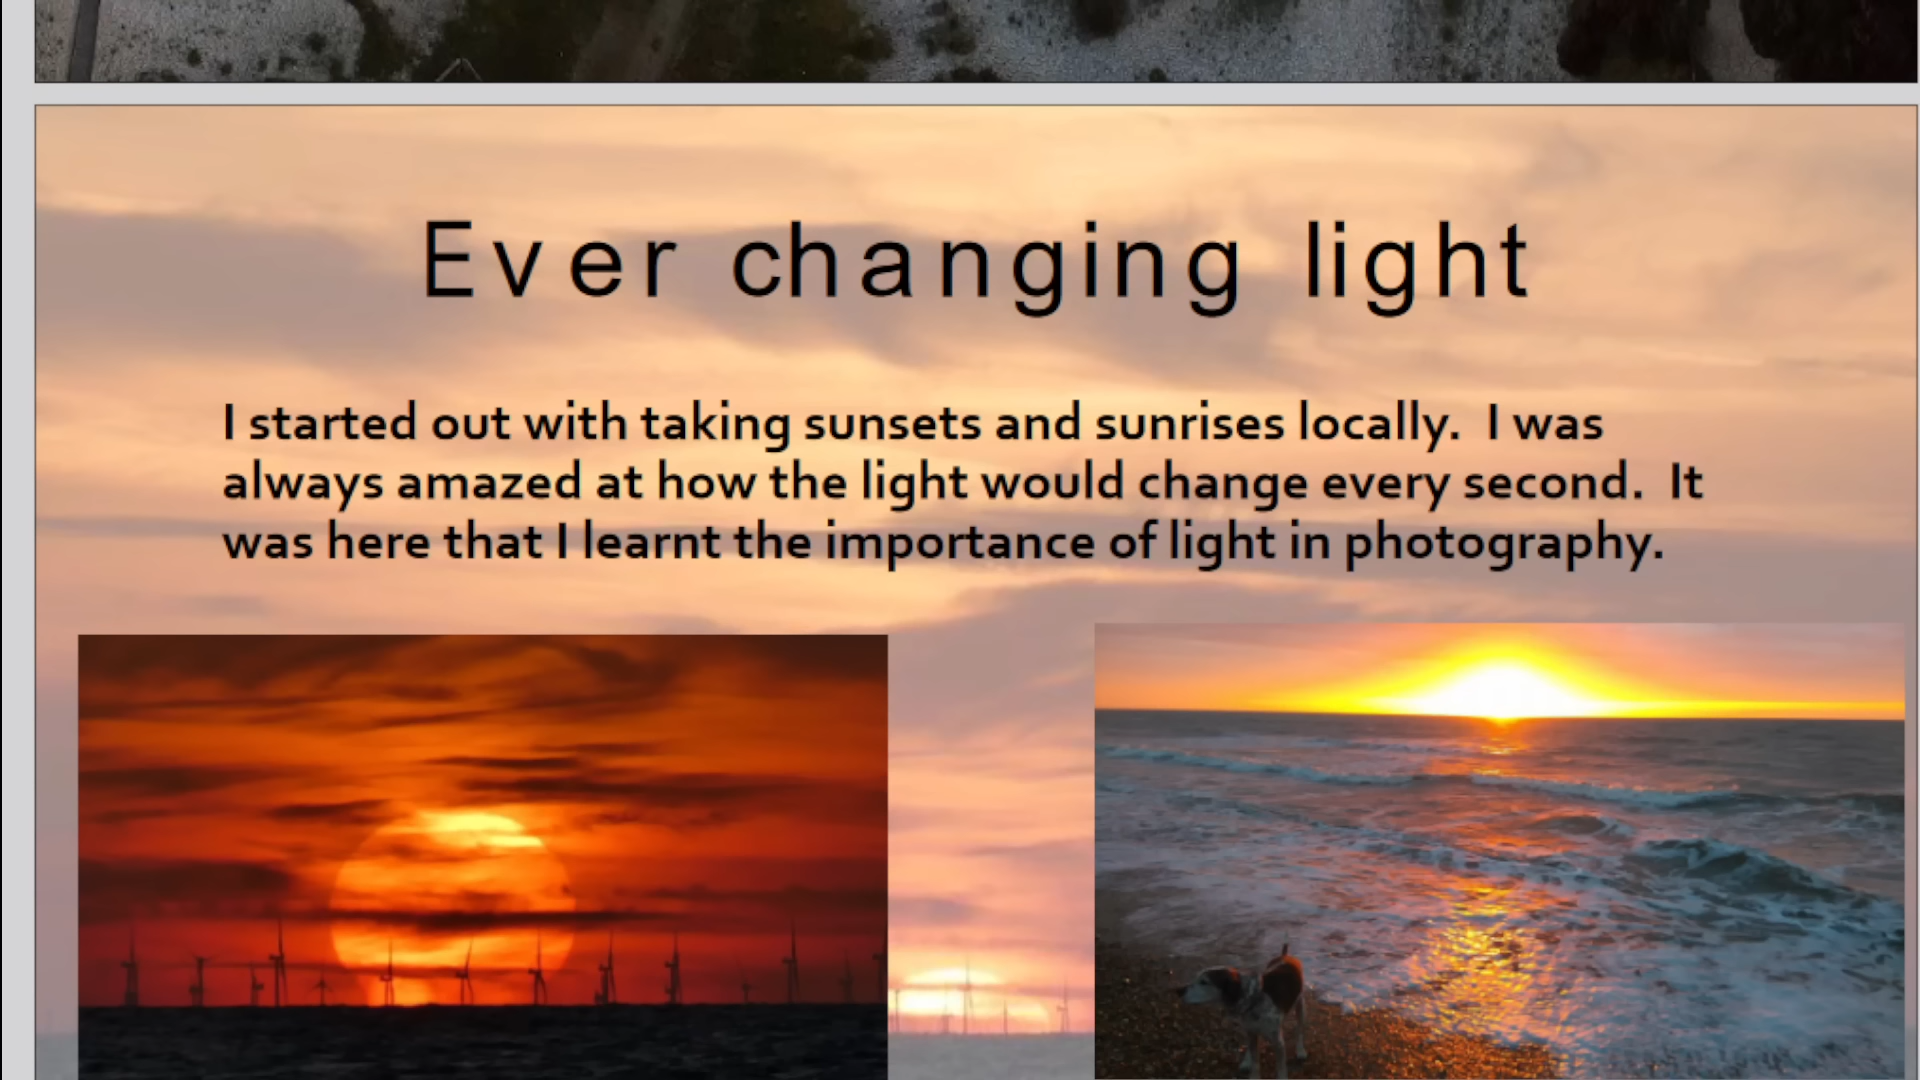 Ever changing light
I started out with taking sunsets and sunrises locally.  I was
always amazed at how the light would change every second.  It
was here that I learnt the importance of light in photography.